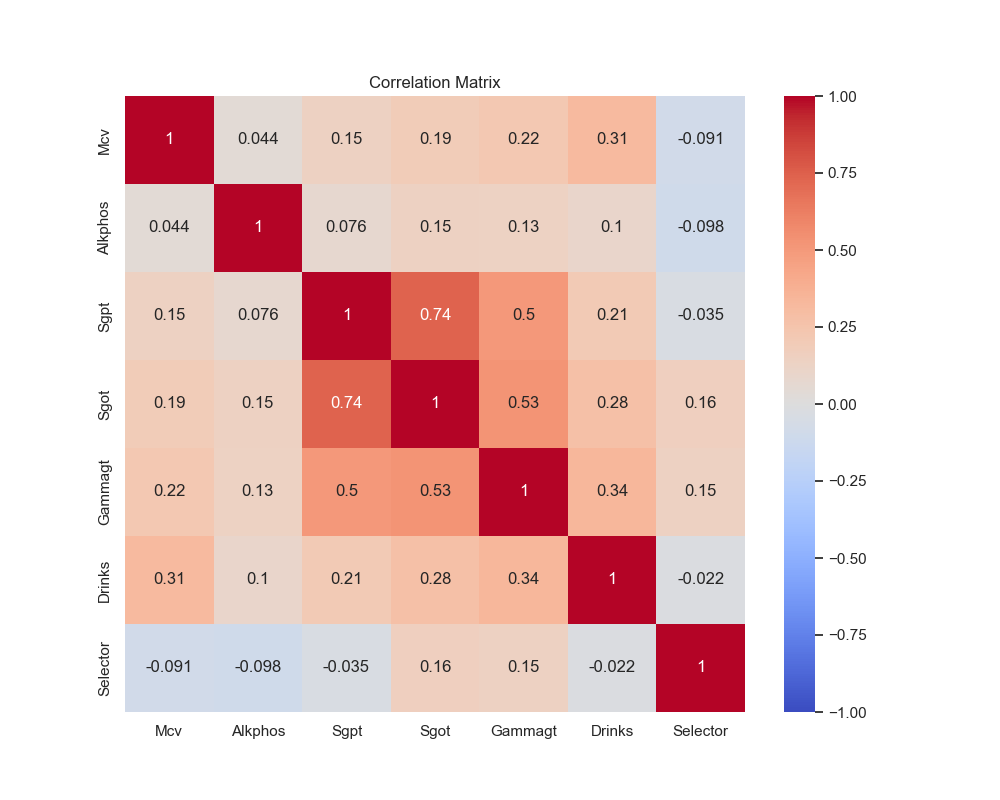 Correlation Matrix
Mcv 1 0.044 0.15 0.19 0.22 0.31 -0.091
Alkphos 0.044 1 0.076 0.15 0.13 0.1 -0.098
Sgpt 0.15 0.076 1 0.74 0.5 0.21 -0.035
Sgot 0.19 0.15 0.74 1 0.53 0.28 0.16
Gammagt 0.22 0.13 0.5 0.53 1 0.34 0.15
Drinks 0.31 0.1 0.21 0.28 0.34 1 -0.022
Selector -0.091 -0.098 -0.035 0.16 0.15 -0.022 1
Mcv Alkphos Sgpt Sgot Gammagt Drinks Selector
1.00
0.75
0.50
0.25
0.00
−0.25
−0.50
−0.75
−1.00